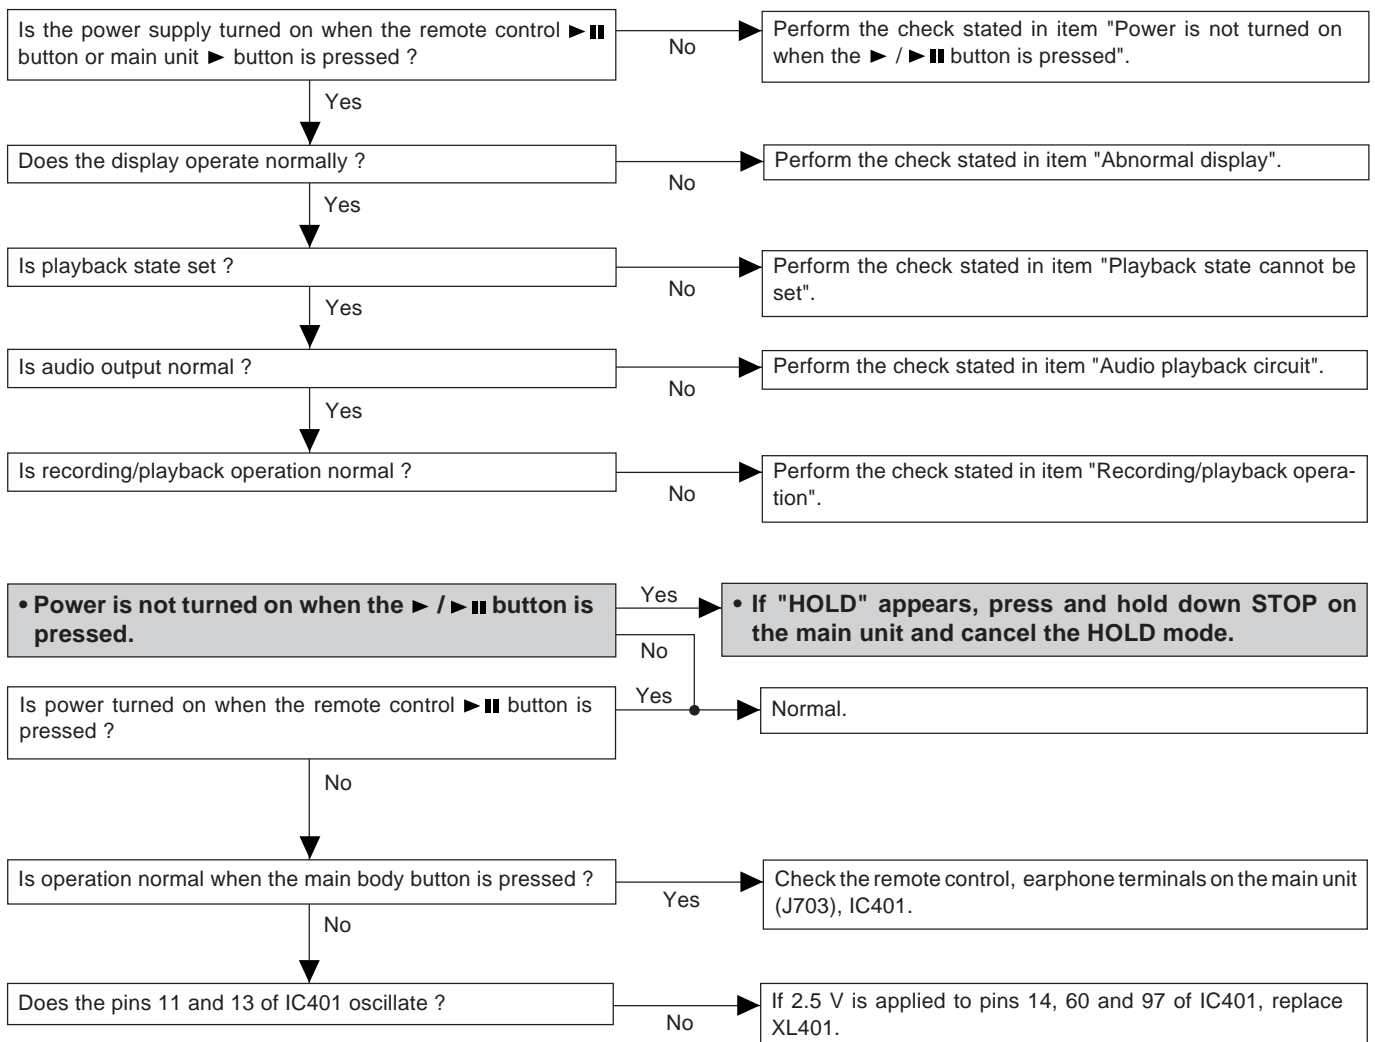 Is the power supply turned on when the remote control ►▮▮
button or main unit ► button is pressed ?
No
Perform the check stated in item "Power is not turned on
when the ► / ►▮▮ button is pressed".
Yes
Does the display operate normally ?
No
Perform the check stated in item "Abnormal display".
Yes
Is playback state set ?
No
Perform the check stated in item "Playback state cannot be
set".
Yes
Is audio output normal ?
No
Perform the check stated in item "Audio playback circuit".
Yes
Is recording/playback operation normal ?
No
Perform the check stated in item "Recording/playback opera-
tion".
• Power is not turned on when the ► / ►▮▮ button is
pressed.
Yes
• If "HOLD" appears, press and hold down STOP on
the main unit and cancel the HOLD mode.
No
Is power turned on when the remote control ►▮▮ button is
pressed ?
Yes
Normal.
No
Is operation normal when the main body button is pressed ?
Yes
Check the remote control, earphone terminals on the main unit
(J703), IC401.
No
Does the pins 11 and 13 of IC401 oscillate ?
No
If 2.5 V is applied to pins 14, 60 and 97 of IC401, replace
XL401.